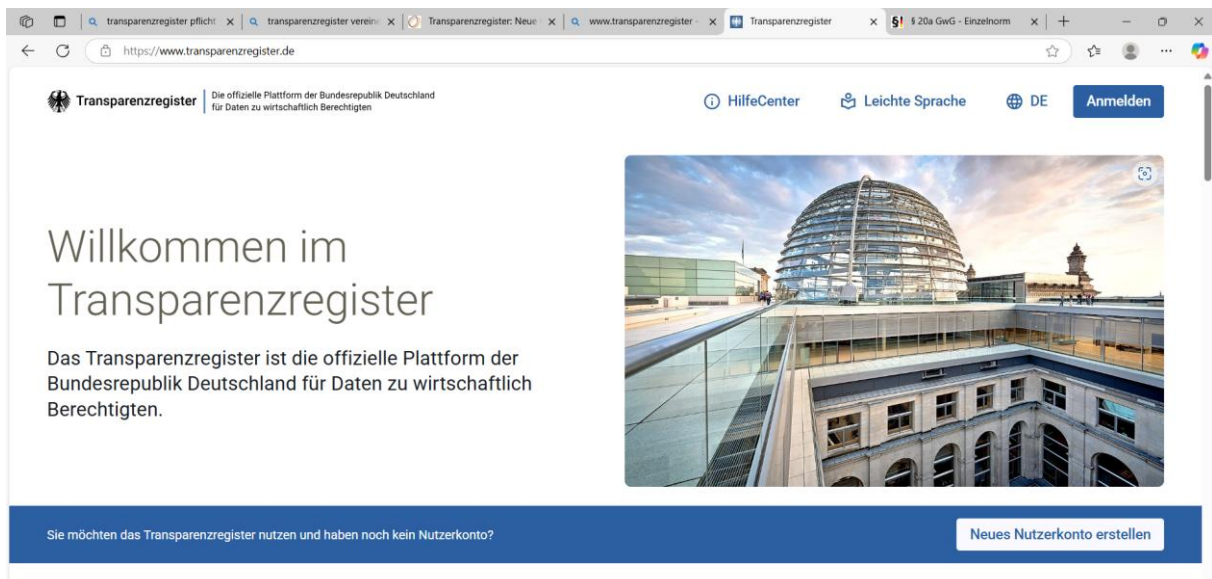 transparenzregister pflicht
transparenzregister verein
Transparenzregister: Neue
www.transparenzregister -
Transparenzregister
§ 20a GwG - Einzelnorm
https://www.transparenzregister.de
Transparenzregister
Die offizielle Plattform der Bundesrepublik Deutschland
für Daten zu wirtschaftlich Berechtigten
HilfeCenter
Leichte Sprache
DE
Anmelden
Willkommen im
Transparenzregister
Das Transparenzregister ist die offizielle Plattform der
Bundesrepublik Deutschland für Daten zu wirtschaftlich
Berechtigten.
Sie möchten das Transparenzregister nutzen und haben noch kein Nutzerkonto?
Neues Nutzerkonto erstellen